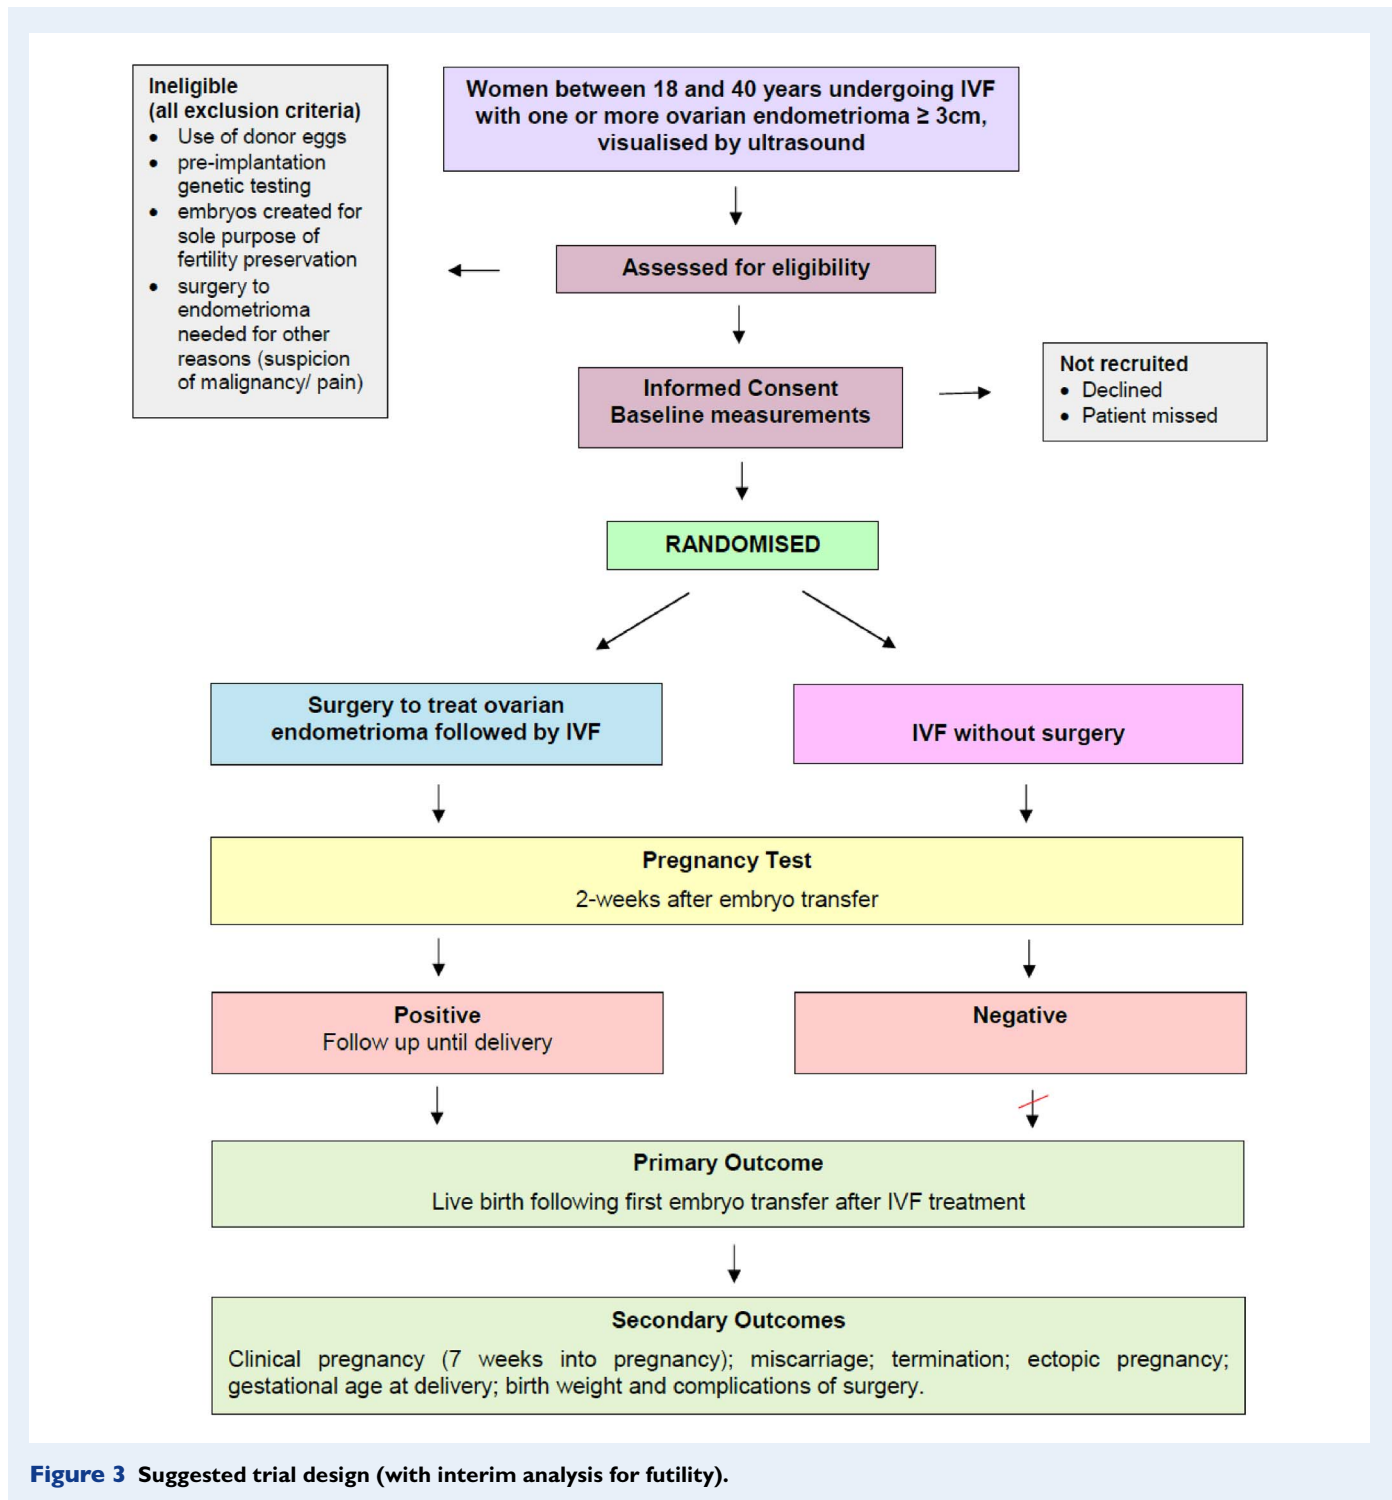 Ineligible
(all exclusion criteria)
• Use of donor eggs
• pre-implantation
genetic testing
• embryos created for
sole purpose of
fertility preservation
• surgery to
endometrioma
needed for other
reasons (suspicion
of malignancy/ pain)
Women between 18 and 40 years undergoing IVF
with one or more ovarian endometrioma ≥ 3cm,
visualised by ultrasound
Assessed for eligibility
Informed Consent
Baseline measurements
Not recruited
• Declined
• Patient missed
RANDOMISED
Surgery to treat ovarian
endometrioma followed by IVF
IVF without surgery
Pregnancy Test
2-weeks after embryo transfer
Positive
Follow up until delivery
Negative
Primary Outcome
Live birth following first embryo transfer after IVF treatment
Secondary Outcomes
Clinical pregnancy (7 weeks into pregnancy); miscarriage; termination; ectopic pregnancy;
gestational age at delivery; birth weight and complications of surgery.
Figure 3 Suggested trial design (with interim analysis for futility).